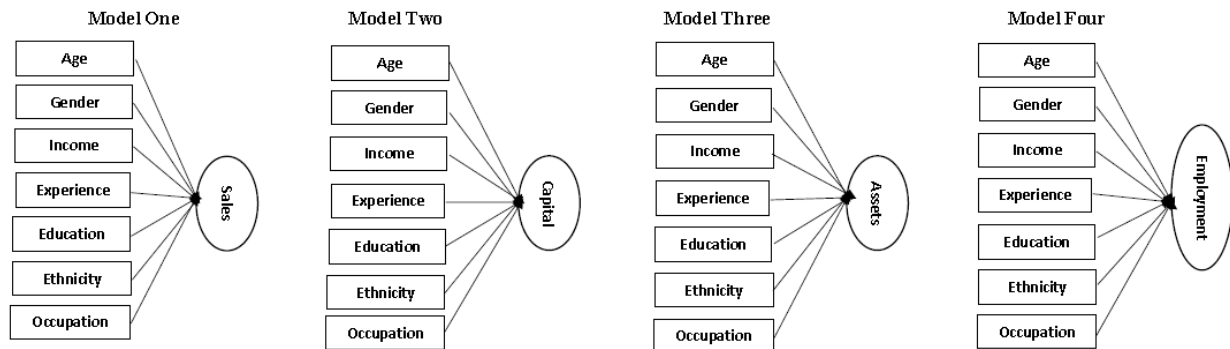 Model One
Age
Gender
Income
Experience
Education
Ethnicity
Occupation
Sales
Model Two
Age
Gender
Income
Experience
Education
Ethnicity
Occupation
Capital
Model Three
Age
Gender
Income
Experience
Education
Ethnicity
Occupation
Assets
Model Four
Age
Gender
Income
Experience
Education
Ethnicity
Occupation
Employment